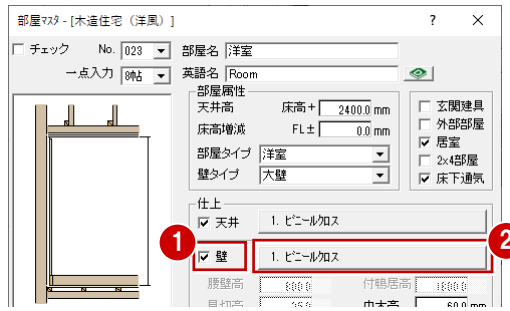 部屋マスタ - [木造住宅（洋風）]
? ×
チェック No. 023 部屋名 洋室
一点入力 8帖 英語名 Room
部屋属性
天井高 床高+ 2400.0 mm 玄関建具
床高増減 FL± 0.0 mm 外部部屋
居室
部屋タイプ 洋室 2x4部屋
壁タイプ 大壁 床下通気
仕上
天井 1. ビニールクロス
1 2
壁 1. ビニールクロス
腰壁高 付鴨居高
見切高 巾木高 60.0 mm